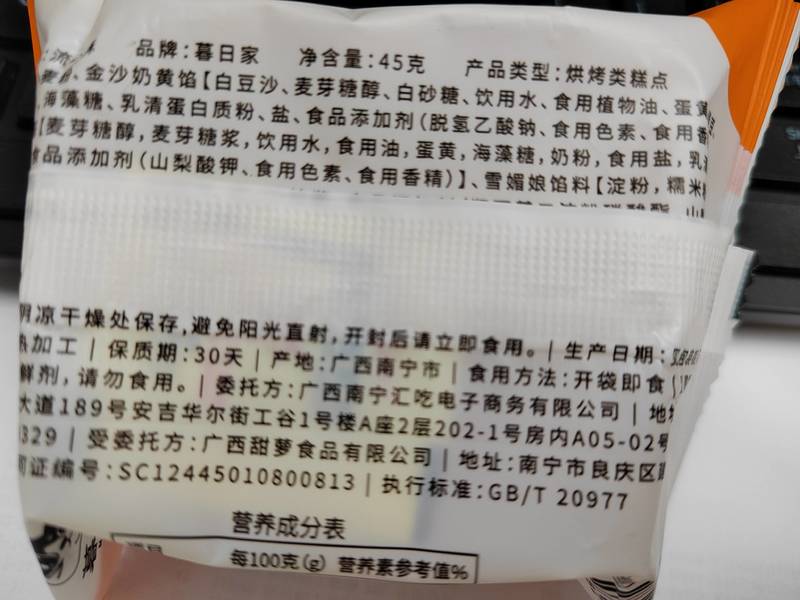 品牌:暮日家 净含量:45克 产品类型:烘烤类糕点
金沙奶黄馅【白豆沙、麦芽糖醇、白砂糖、饮用水、食用植物油、蛋黄
海藻糖、乳清蛋白质粉、盐、食品添加剂(脱氢乙酸钠、食用色素、食用香
【麦芽糖醇,麦芽糖浆,饮用水,食用油,蛋黄,海藻糖,奶粉,食用盐,乳
食品添加剂(山梨酸钾、食用色素、食用香精)】、雪媚娘馅料【淀粉,糯米
阴凉干燥处保存,避免阳光直射,开封后请立即食用。 | 生产日期:
加工 | 保质期:30天 | 产地:广西南宁市 | 食用方法:开袋即食
鲜剂,请勿食用。 | 委托方:广西南宁汇吃电子商务有限公司 | 地
大道189号安吉华尔街工谷1号楼A座2层202-1号房内A05-02号
329 | 受委托方:广西甜萝食品有限公司 | 地址:南宁市良庆区
可证编号:SC12445010800813 | 执行标准:GB/T 20977
营养成分表
项目 每100克(g) 营养素参考值%